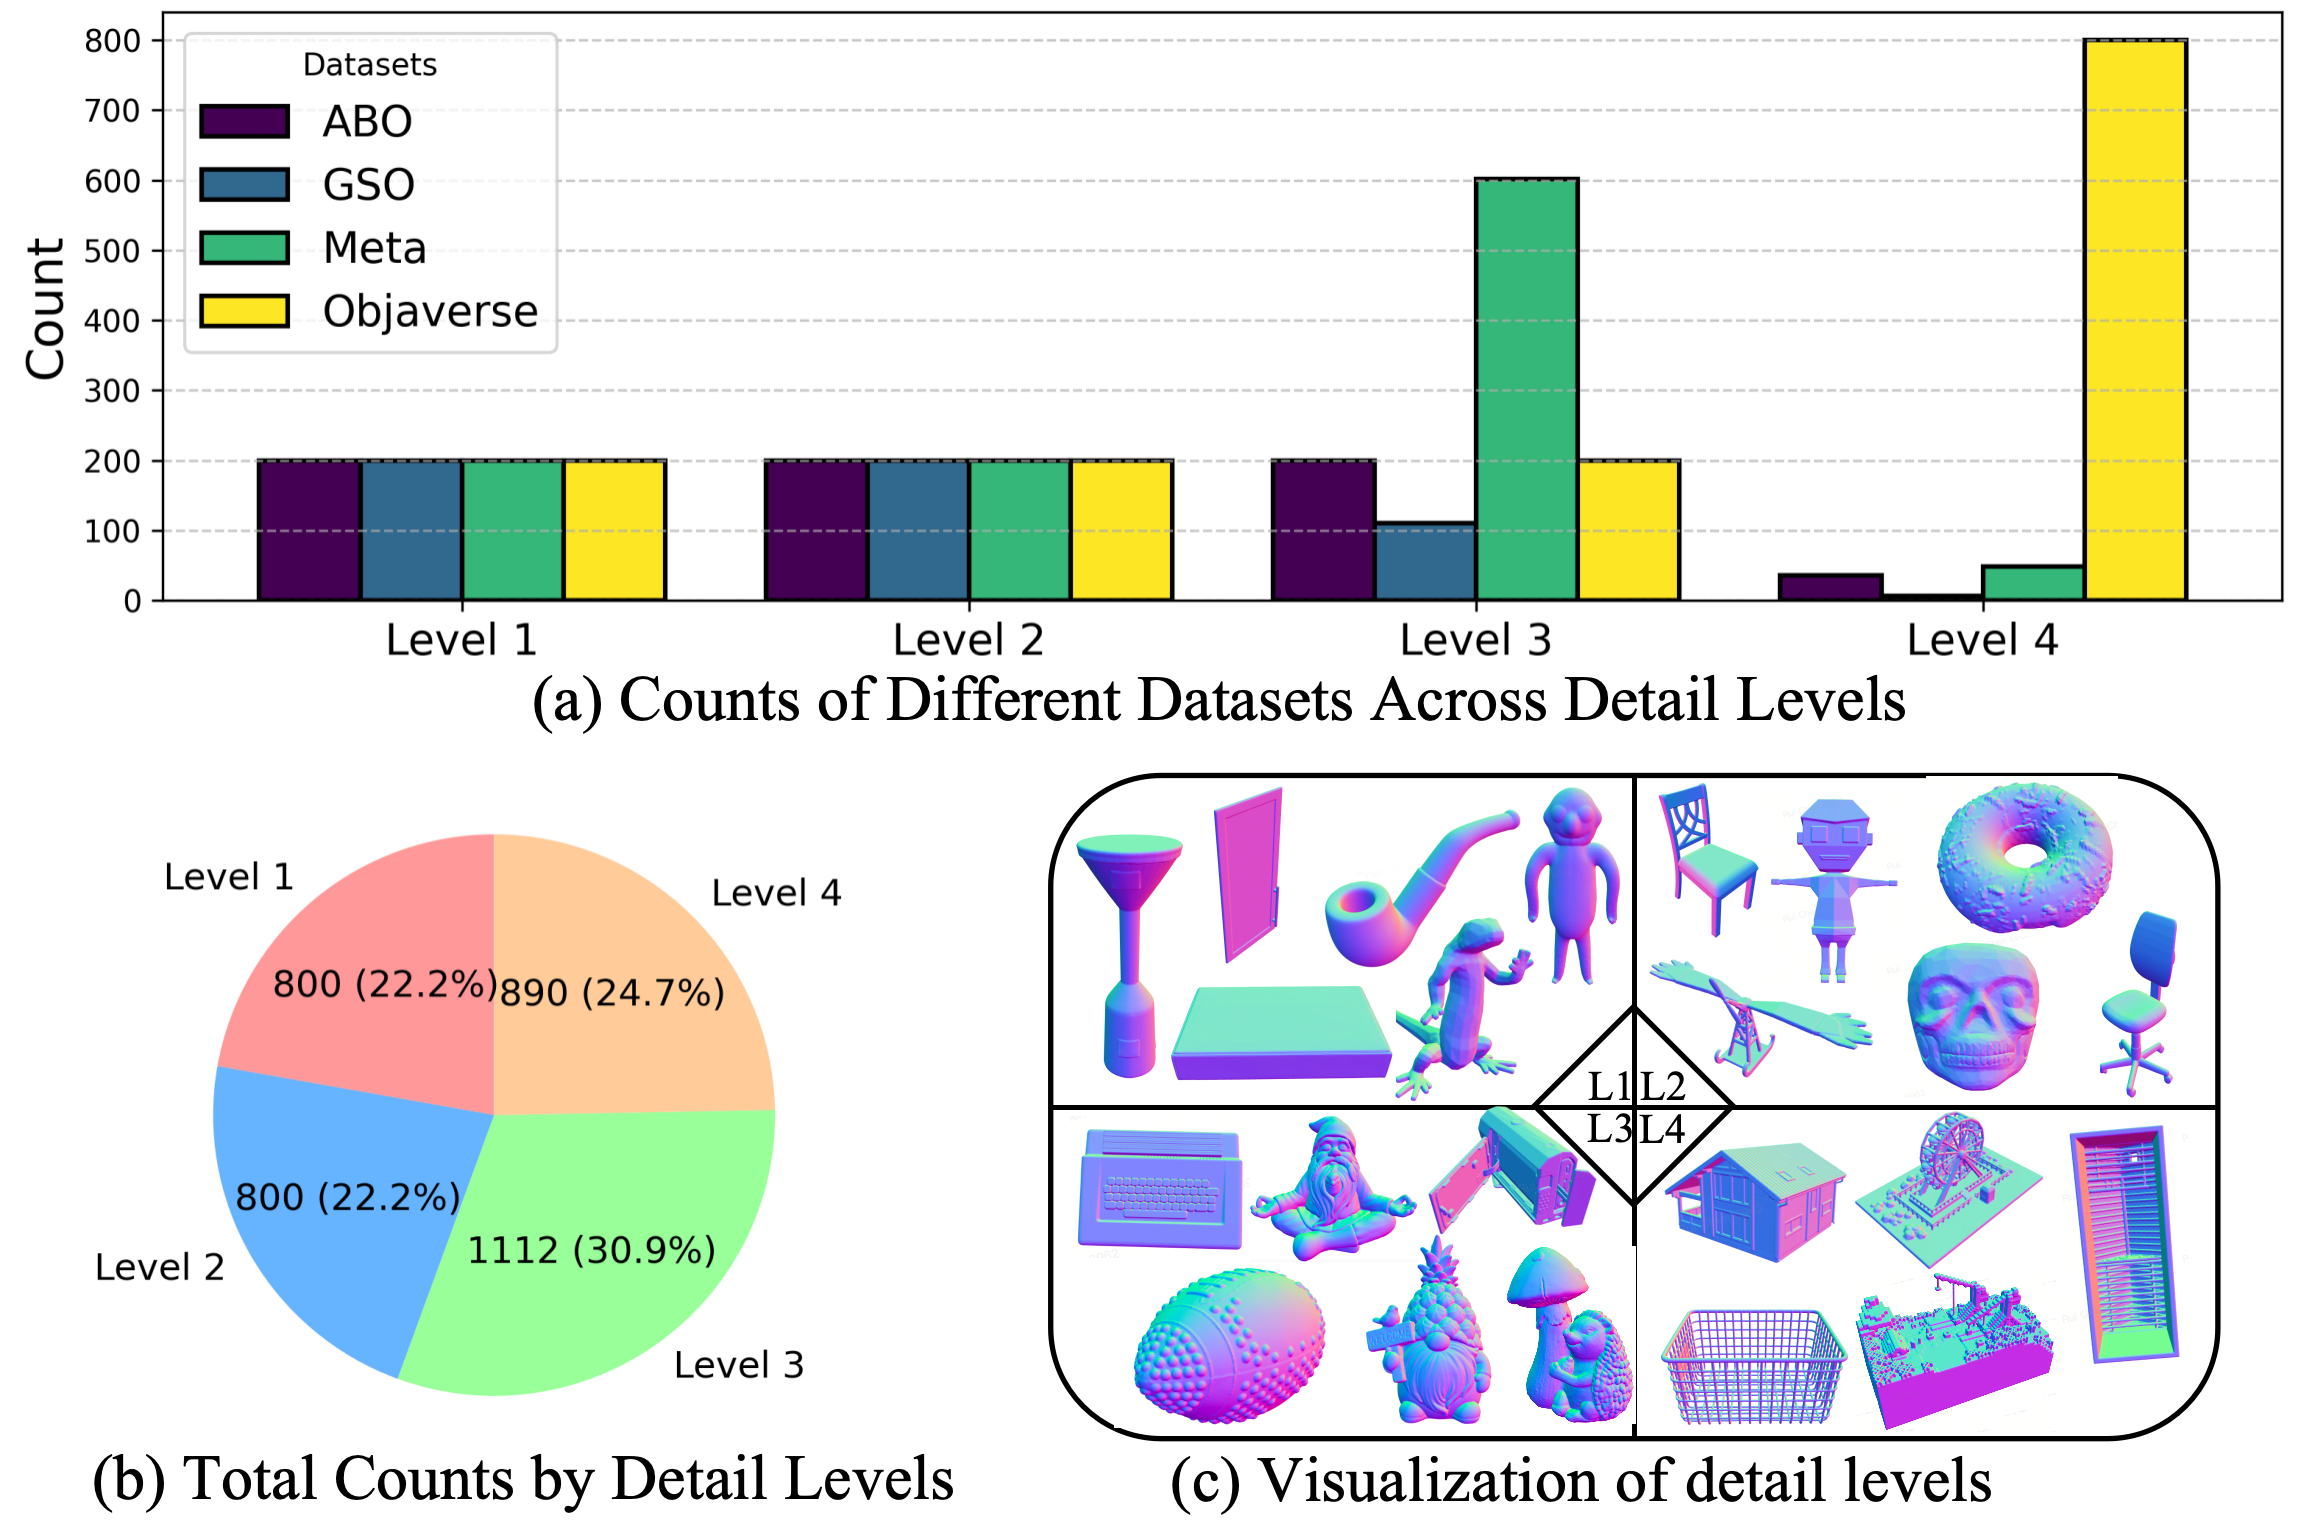 800
700
600
500
400
300
200
100
0
Count
Datasets
ABO
GSO
Meta
Objaverse
Level 1
Level 2
Level 3
Level 4
(a) Counts of Different Datasets Across Detail Levels
Level 1
Level 4
800 (22.2%)
890 (24.7%)
800 (22.2%)
1112 (30.9%)
Level 2
Level 3
(b) Total Counts by Detail Levels
L1
L2
L3
L4
WELCOME
(c) Visualization of detail levels